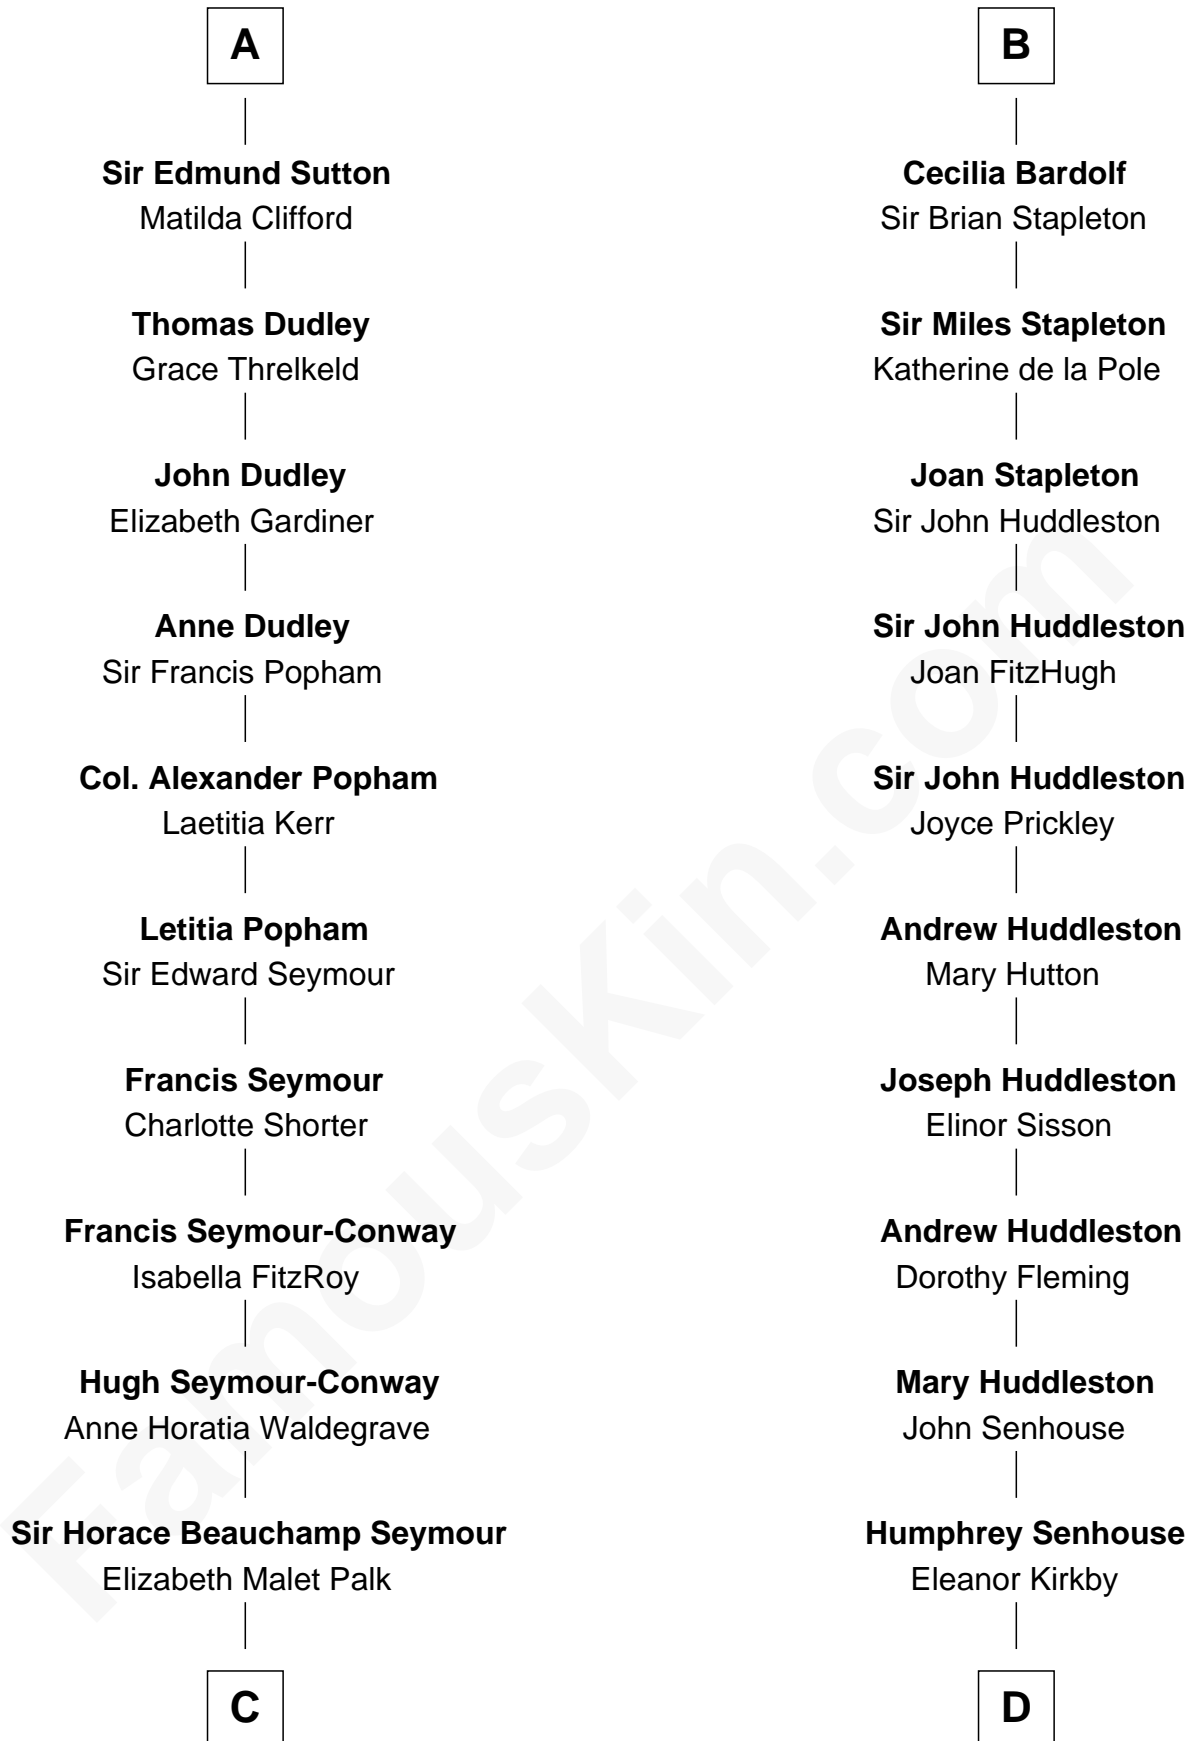 A
Sir Edmund Sutton
Matilda Clifford
Thomas Dudley
Grace Threlkeld
John Dudley
Elizabeth Gardiner
Anne Dudley
Sir Francis Popham
Col. Alexander Popham
Laetitia Kerr
Letitia Popham
Sir Edward Seymour
Francis Seymour
Charlotte Shorter
Francis Seymour-Conway
Isabella FitzRoy
Hugh Seymour-Conway
Anne Horatia Waldegrave
Sir Horace Beauchamp Seymour
Elizabeth Malet Palk
C
B
Cecilia Bardolf
Sir Brian Stapleton
Sir Miles Stapleton
Katherine de la Pole
Joan Stapleton
Sir John Huddleston
Sir John Huddleston
Joan FitzHugh
Sir John Huddleston
Joyce Prickley
Andrew Huddleston
Mary Hutton
Joseph Huddleston
Elinor Sisson
Andrew Huddleston
Dorothy Fleming
Mary Huddleston
John Senhouse
Humphrey Senhouse
Eleanor Kirkby
D
FamousKin.com